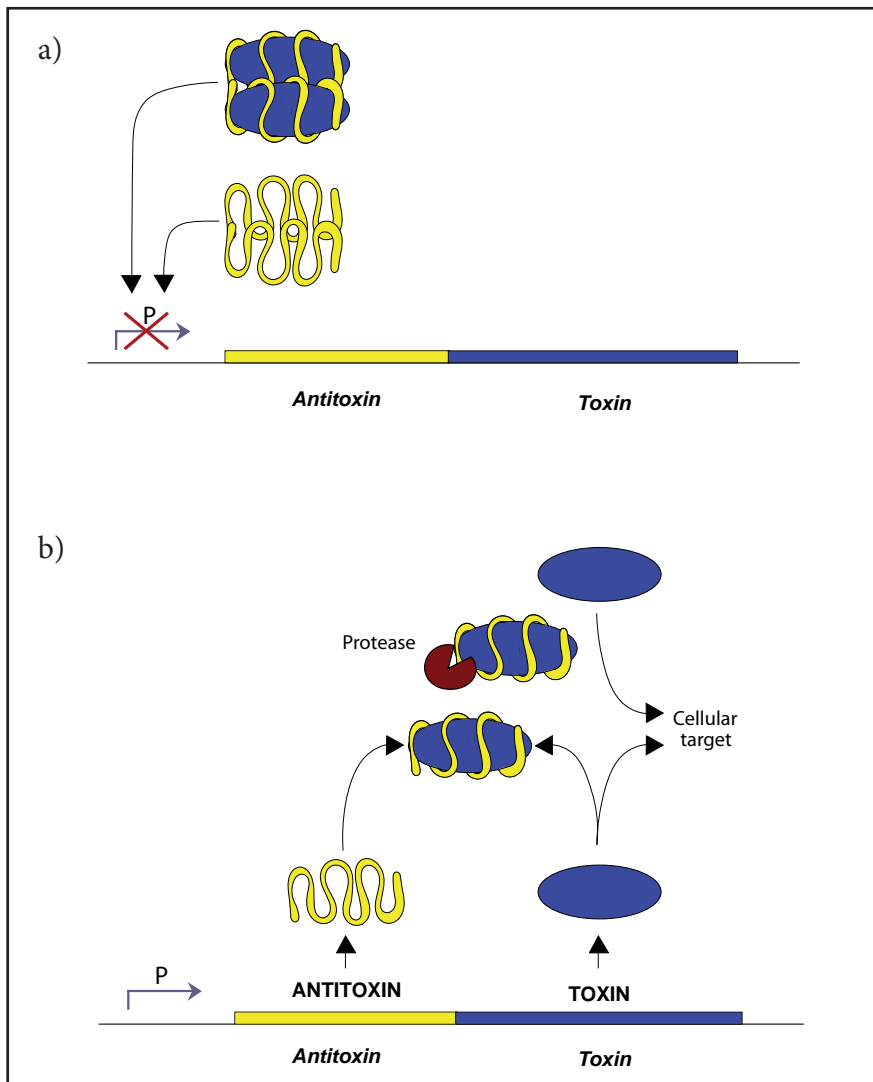 a)
P
Antitoxin Toxin
b)
Protease
Cellular
target
P
ANTITOXIN TOXIN
Antitoxin Toxin